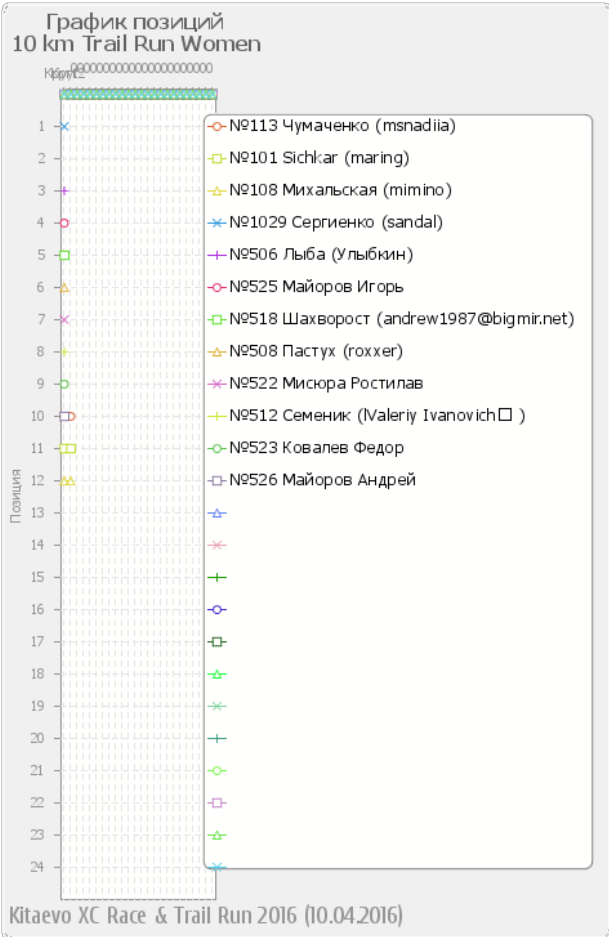 График позиций
10 km Trail Run Women
1
2
3
4
5
6
7
8
9
10
11
12
13
14
15
16
17
18
19
20
21
22
23
24
Позиция
№113 Чумаченко (msnadiia)
№101 Sichkar (maring)
№108 Михальская (mimino)
№1029 Сергиенко (sandal)
№506 Лыба (Улыбкин)
№525 Майоров Игорь
№518 Шахворост (andrew1987@bigmir.net)
№508 Пастух (roxxer)
№522 Мисюра Ростилав
№512 Семеник (lValeriy Ivanovich□ )
№523 Ковалев Федор
№526 Майоров Андрей
Kitaevo XC Race & Trail Run 2016 (10.04.2016)